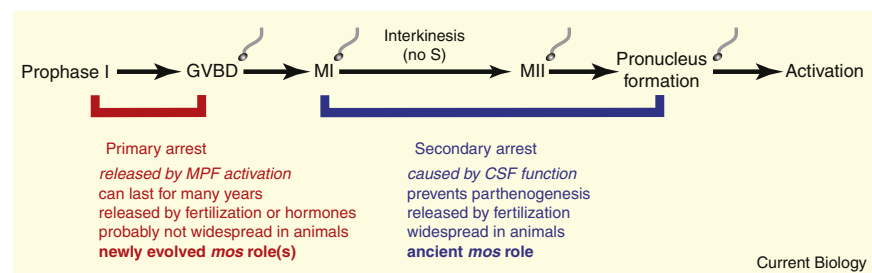 Interkinesis
(no S)
Prophase I
GVBD
MI
MII
Pronucleus
formation
Activation
Primary arrest
released by MPF activation
can last for many years
released by fertilization or hormones
probably not widespread in animals
newly evolved mos role(s)
Secondary arrest
caused by CSF function
prevents parthenogenesis
released by fertilization
widespread in animals
ancient mos role
Current Biology